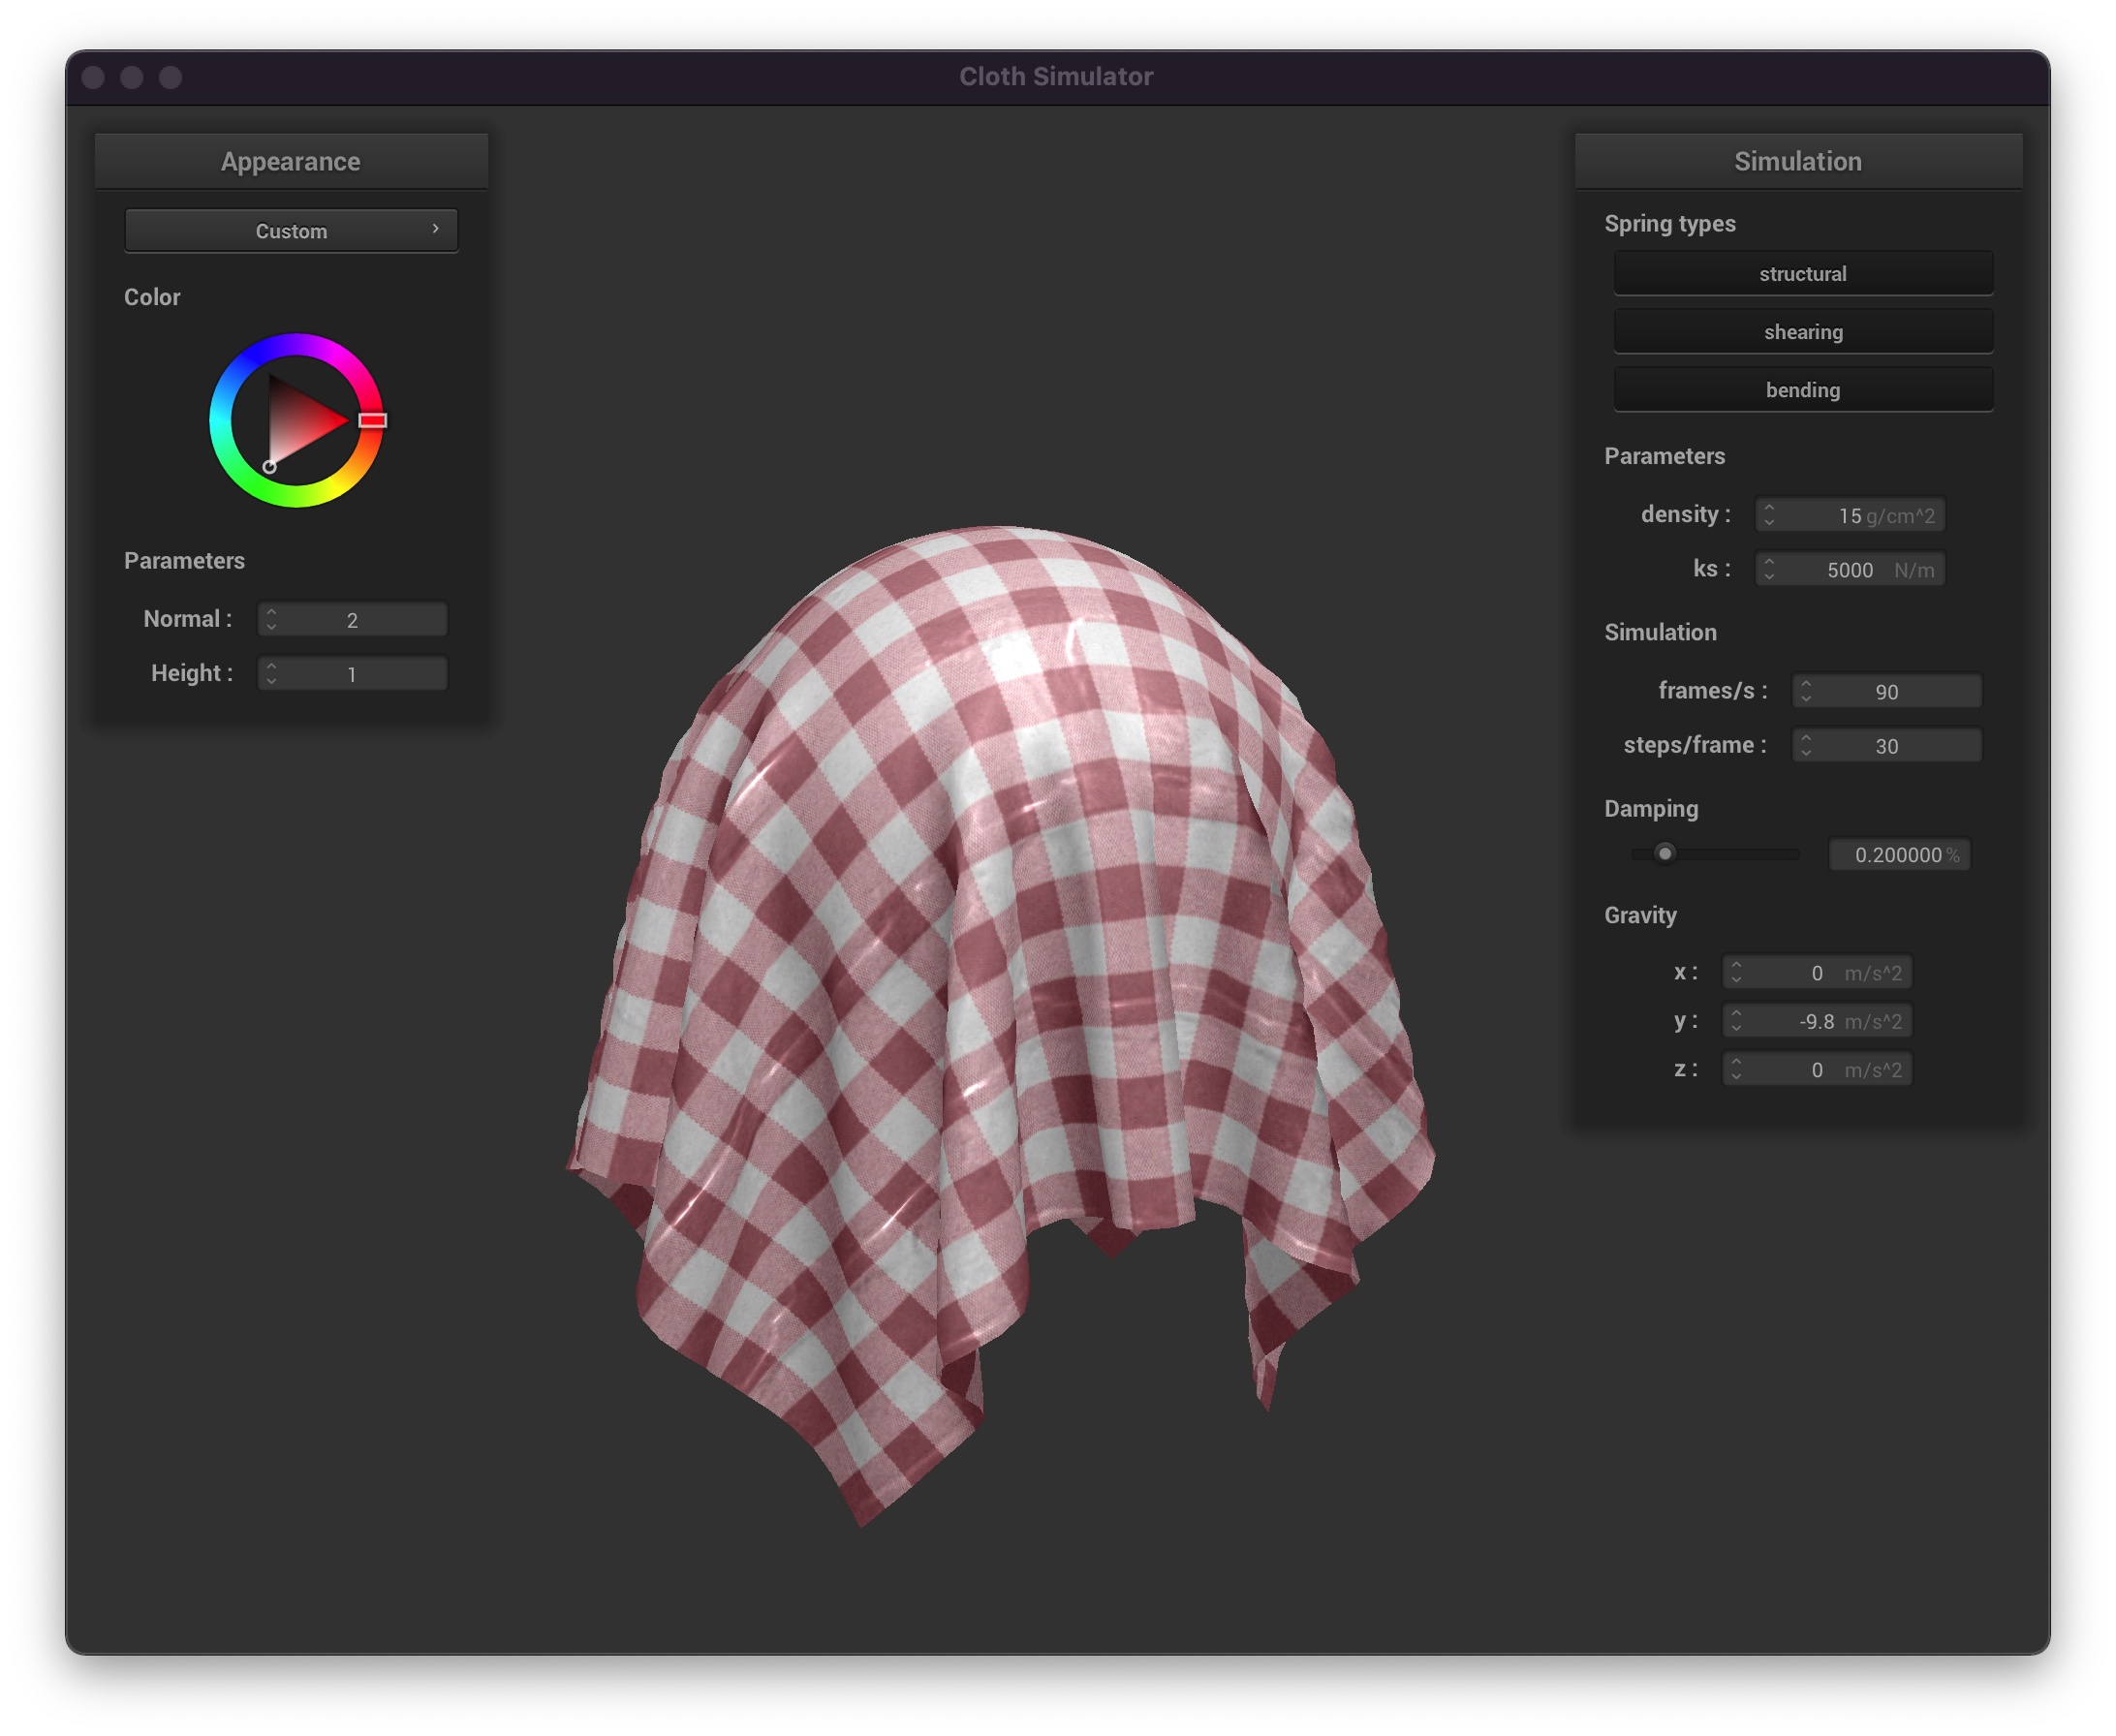 Cloth Simulator
Appearance
Custom
Color
Parameters
Normal : 2
Height : 1
Simulation
Spring types
structural
shearing
bending
Parameters
density : 15 g/cm^2
ks : 5000 N/m
Simulation
frames/s : 90
steps/frame : 30
Damping
0.200000 %
Gravity
x : 0 m/s^2
y : -9.8 m/s^2
z : 0 m/s^2